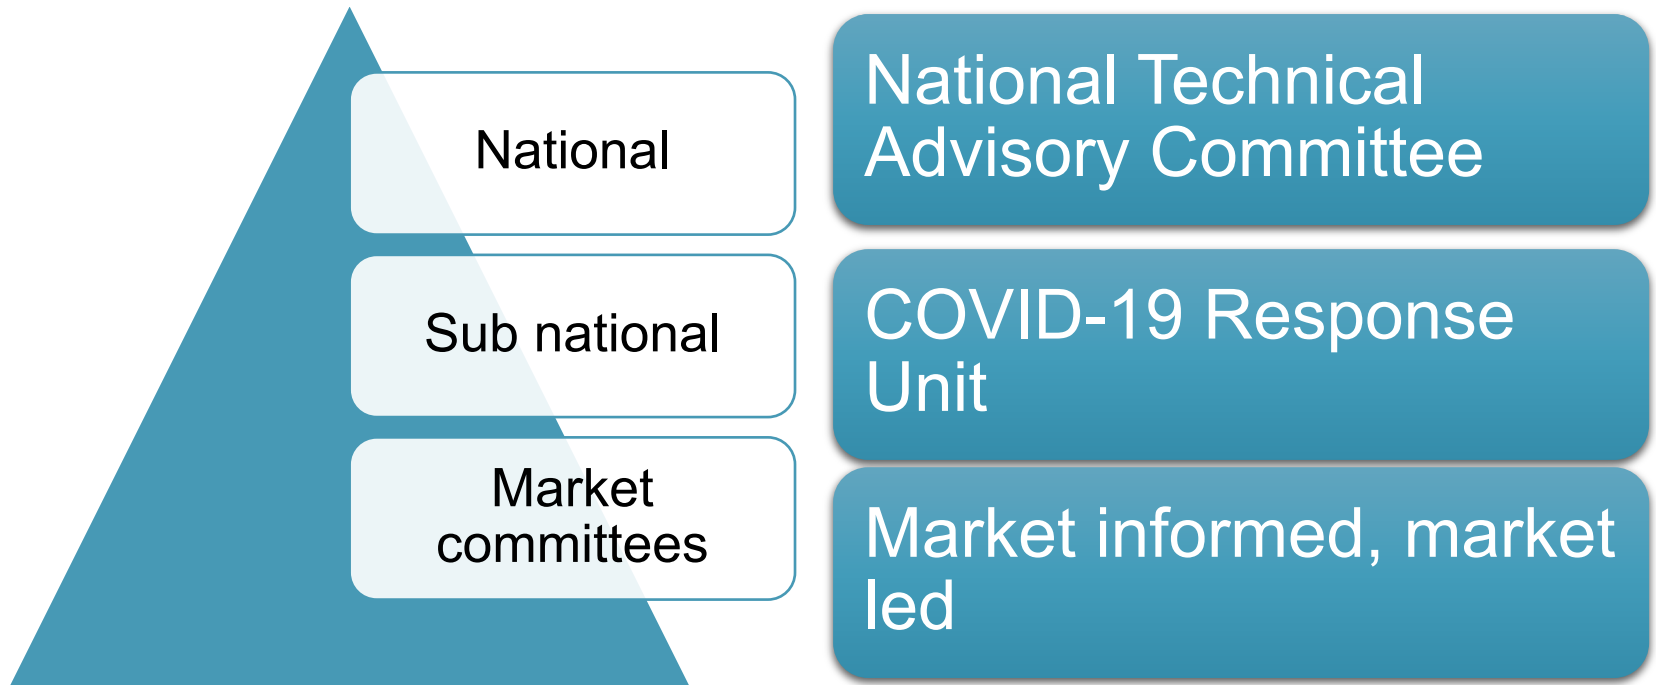 National
National Technical
Advisory Committee
Sub national
COVID-19 Response
Unit
Market
committees
Market informed, market
led